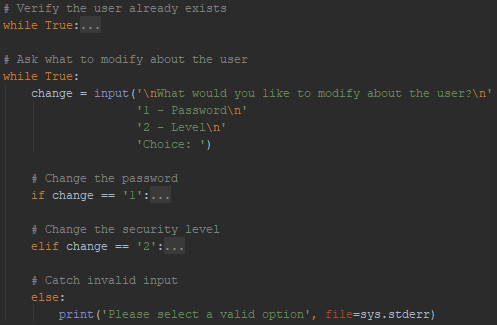 # Verify the user already exists
while True:...
# Ask what to modify about the user
while True:
    change = input('\nWhat would you like to modify about the user?\n'
                   '1 - Password\n'
                   '2 - Level\n'
                   'Choice: ')
    # Change the password
    if change == '1':...
    # Change the security level
    elif change == '2':...
    # Catch invalid input
    else:
        print('Please select a valid option', file=sys.stderr)